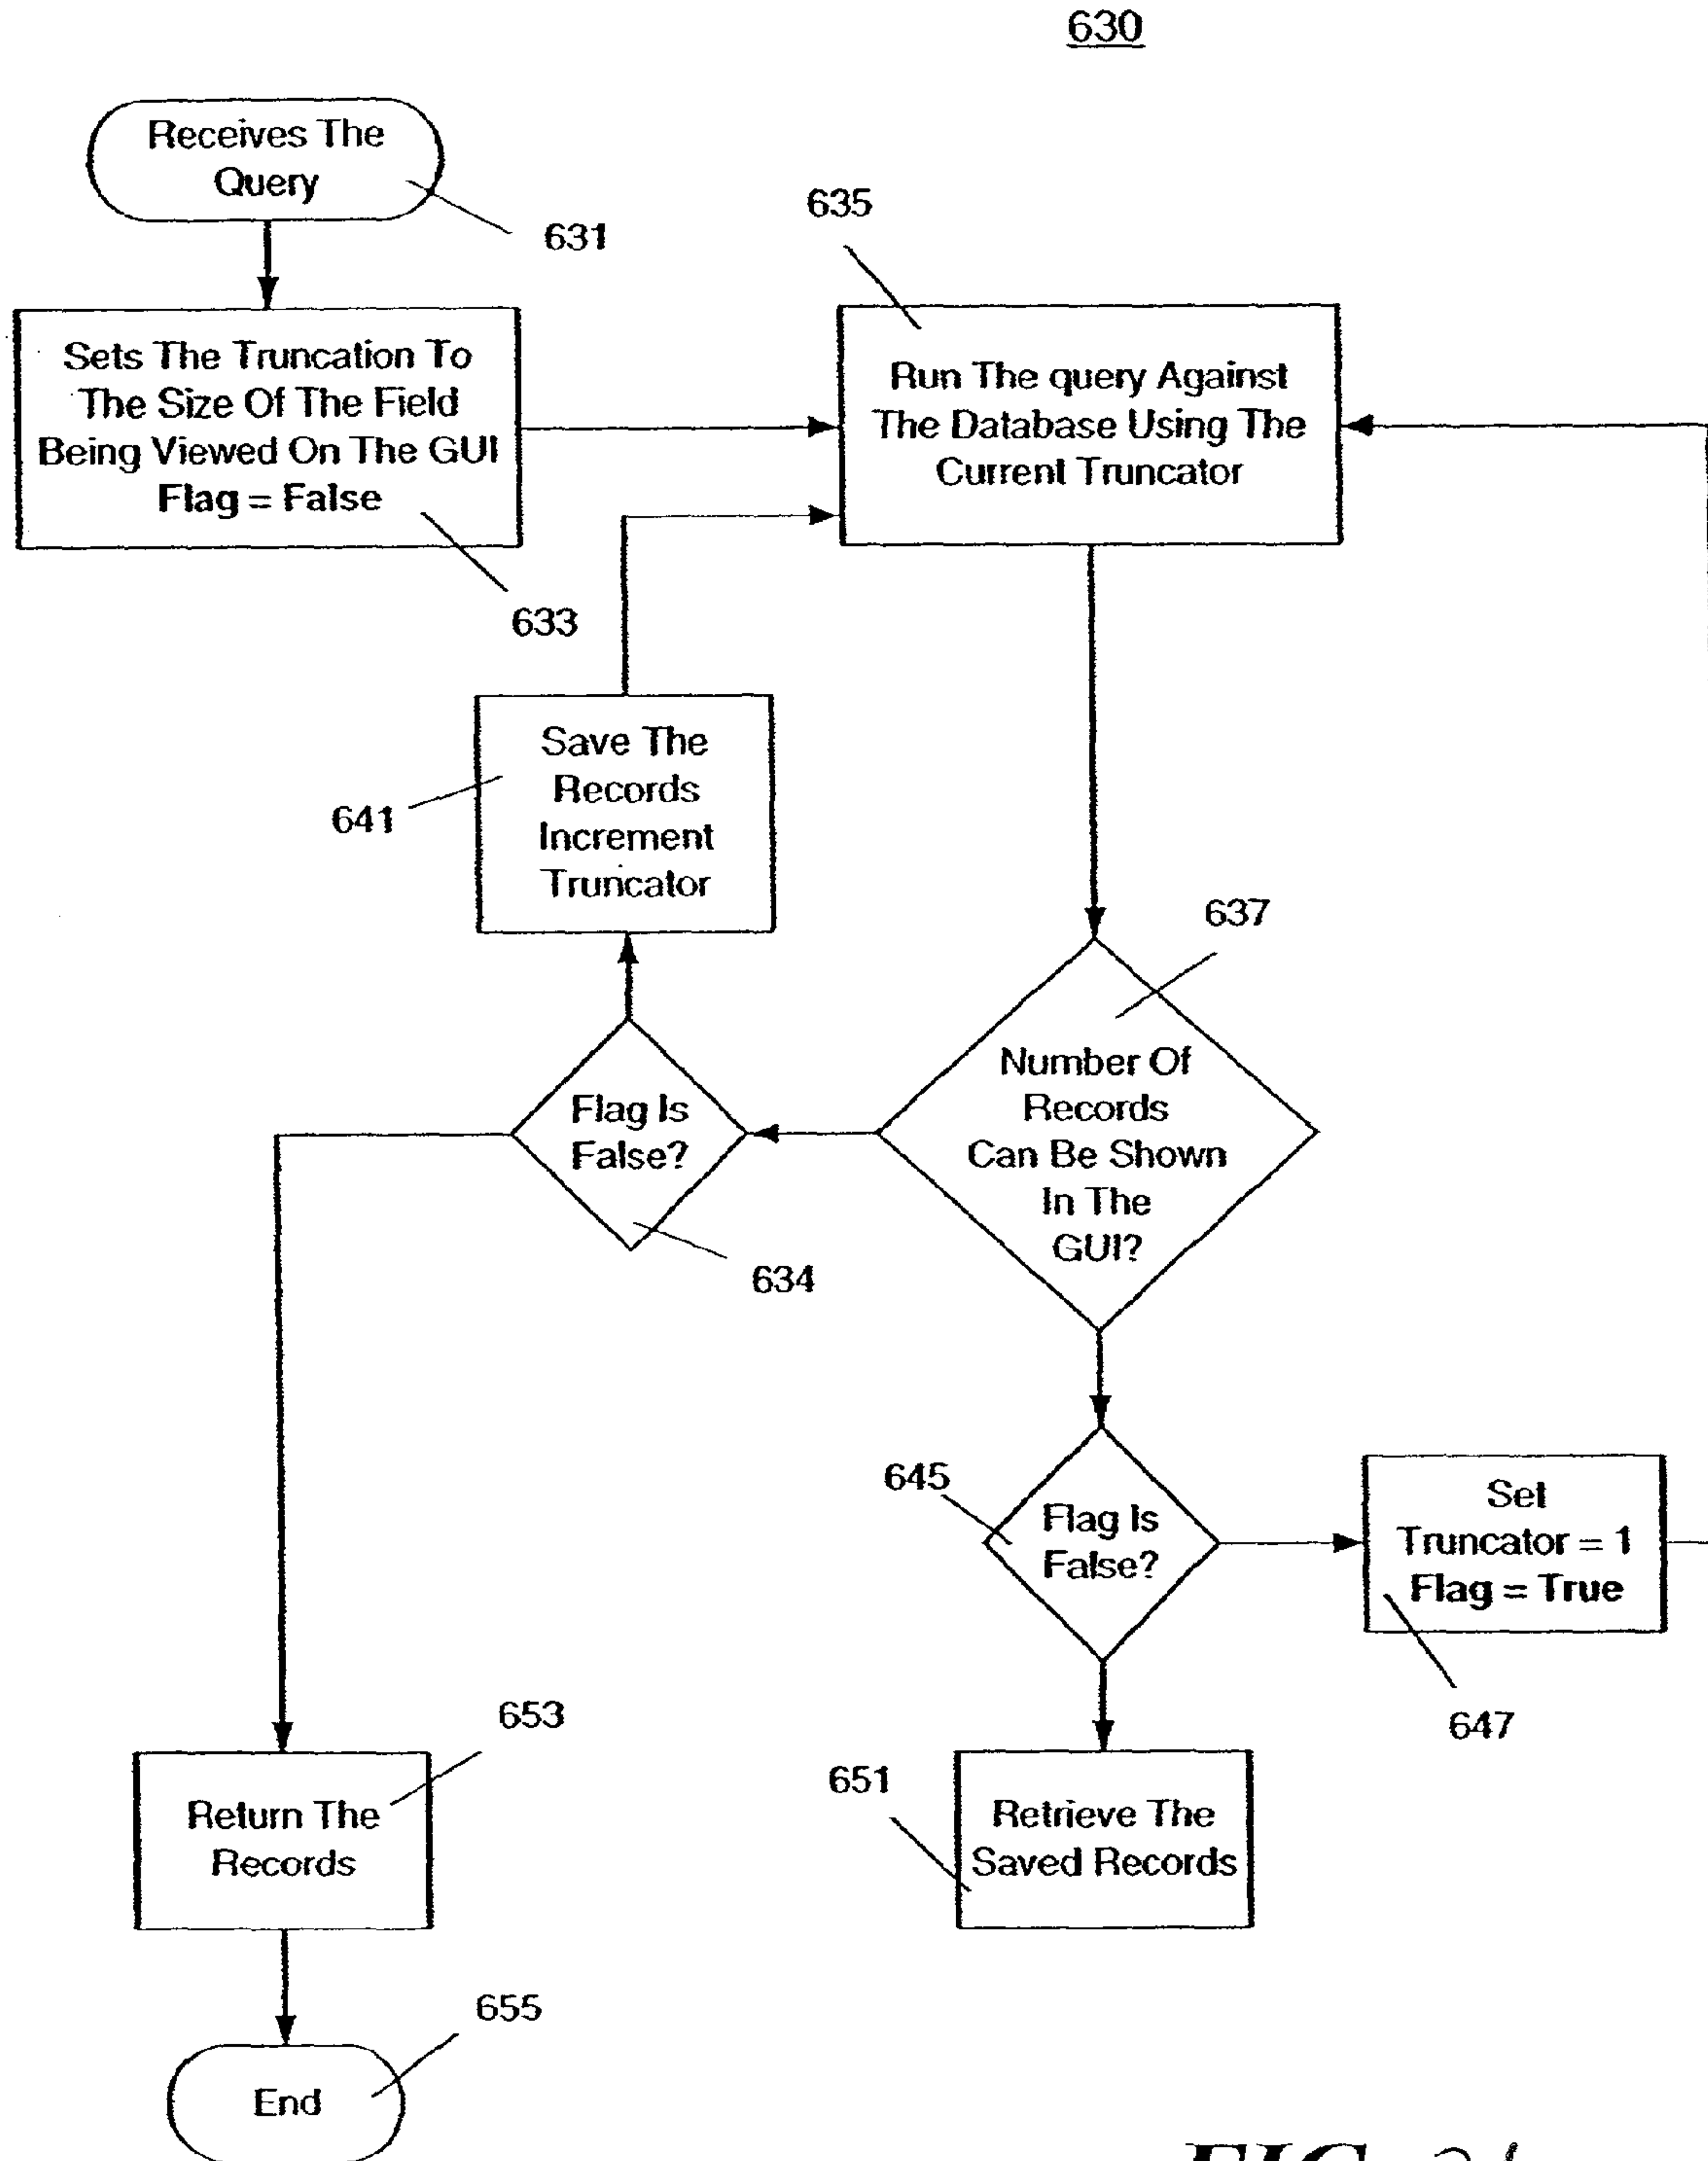 630
Receives The
Query
631
Sets The Truncation To
The Size Of The Field
Being Viewed On The GUI
Flag = False
633
635
Run The query Against
The Database Using The
Current Truncator
Save The
Records
Increment
Truncator
641
637
Number Of
Records
Can Be Shown
In The
GUI?
Flag Is
False?
634
645
Flag Is
False?
Set
Truncator = 1
Flag = True
647
653
Return The
Records
651
Retrieve The
Saved Records
655
End